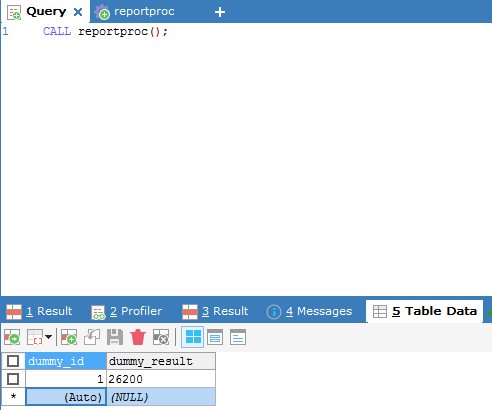 Query reportproc
1 CALL reportproc();
1 Result 2 Profiler 3 Result 4 Messages 5 Table Data
dummy_id dummy_result
1 26200
* (Auto) (NULL)